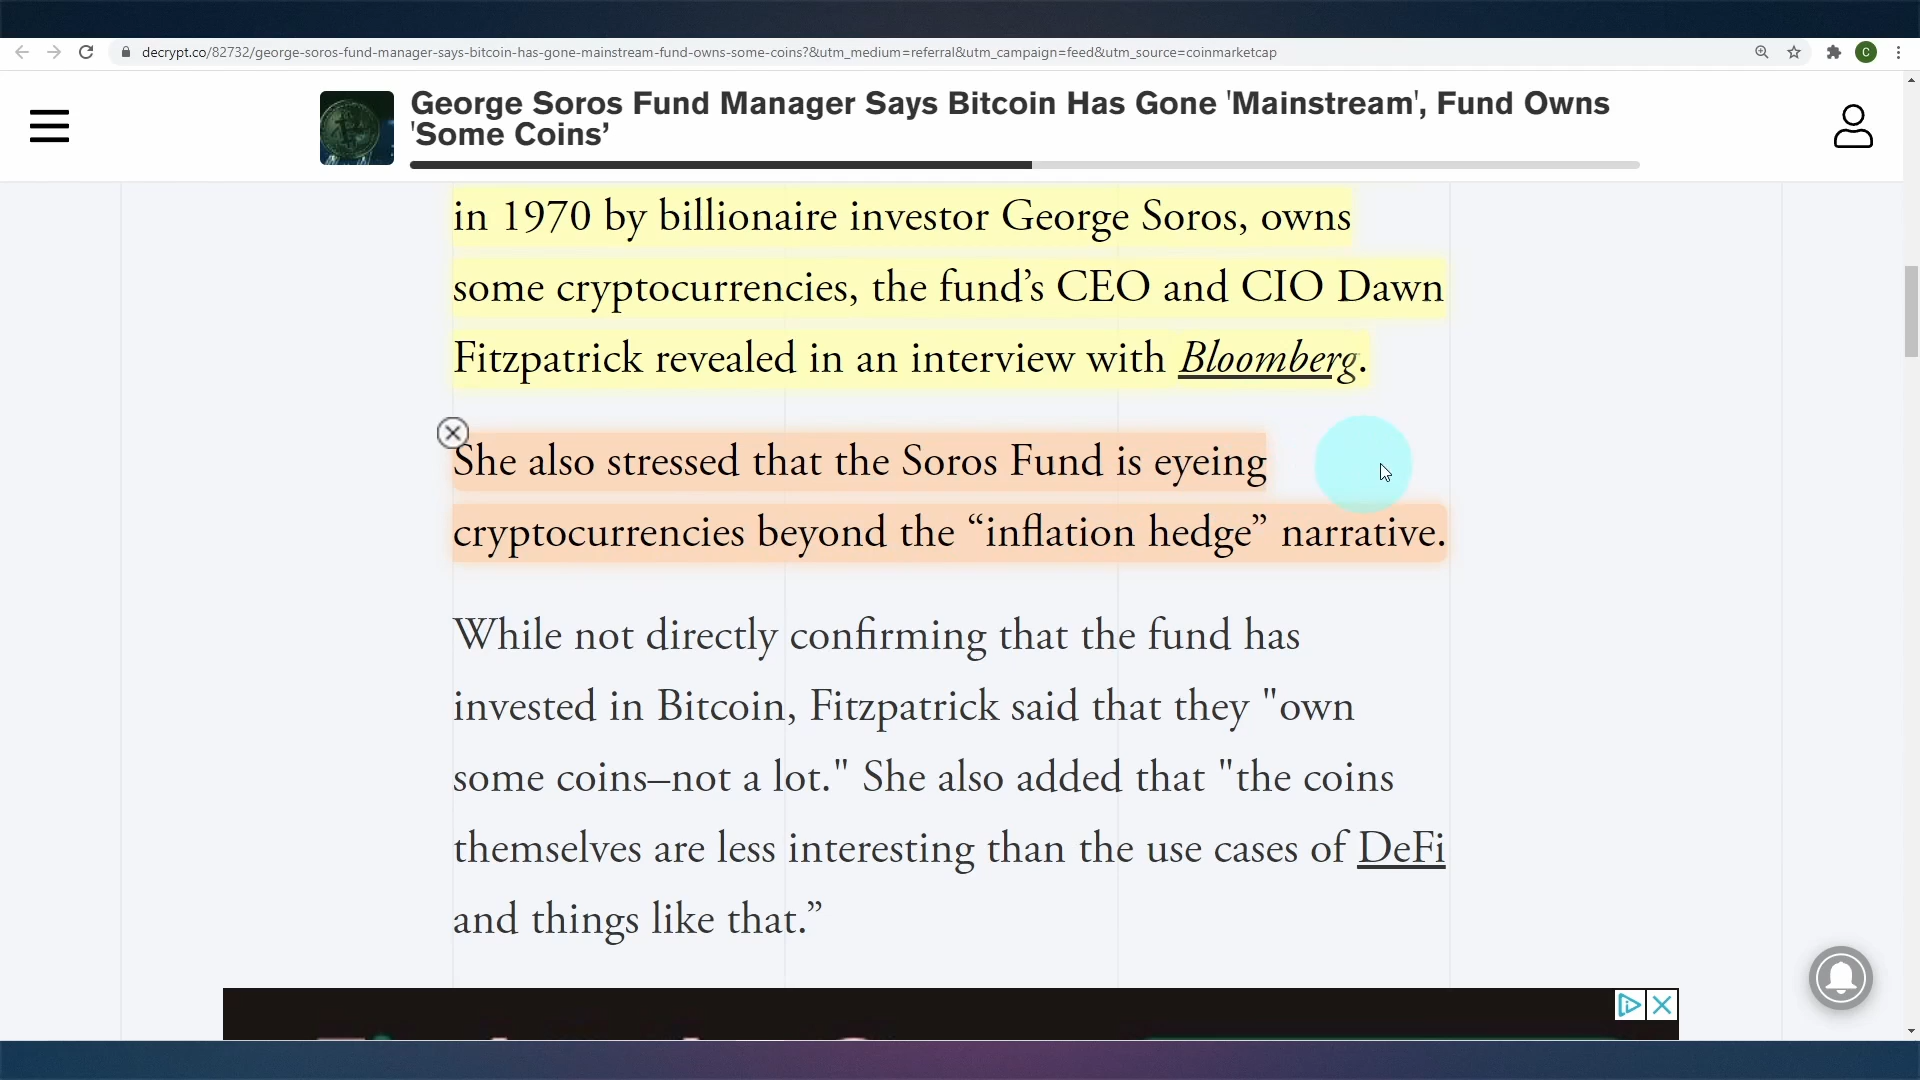 decrypt.co/82732/george-soros-fund-manager-says-bitcoin-has-gone-mainstream-fund-owns-some-coins?&utm_medium=referral&utm_campaign=feed&utm_source=coinmarketcap
C
George Soros Fund Manager Says Bitcoin Has Gone 'Mainstream', Fund Owns
'Some Coins’
in 1970 by billionaire investor George Soros, owns
some cryptocurrencies, the fund’s CEO and CIO Dawn
Fitzpatrick revealed in an interview with Bloomberg.
She also stressed that the Soros Fund is eyeing
cryptocurrencies beyond the “inflation hedge” narrative.
While not directly confirming that the fund has
invested in Bitcoin, Fitzpatrick said that they "own
some coins–not a lot." She also added that "the coins
themselves are less interesting than the use cases of DeFi
and things like that.”